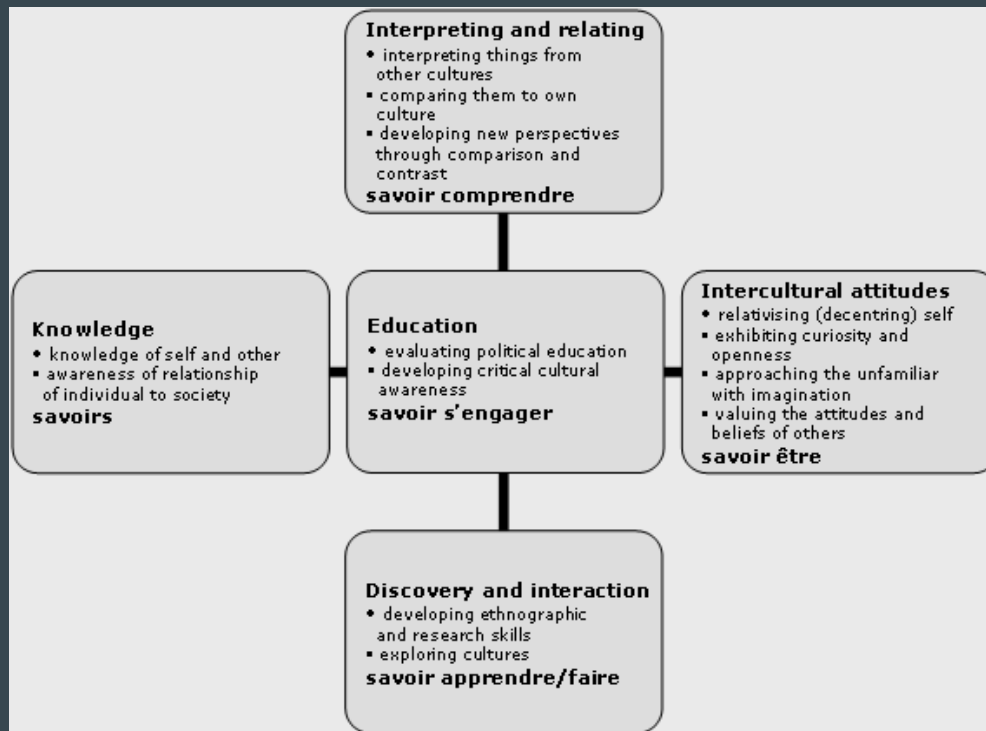 Interpreting and relating
• interpreting things from
other cultures
▪ comparing them to own
culture
▪ developing new perspectives
through comparison and
contrast
savoir comprendre
Knowledge
• knowledge of self and other
▪ awareness of relationship
of individual to society
savoirs
Education
• evaluating political education
▪ developing critical cultural
awareness
savoir s'engager
Intercultural attitudes
• relativising (decentring) self
▪ exhibiting curiosity and
openness
▪ approaching the unfamiliar
with imagination
▪ valuing the attitudes and
beliefs of others
savoir être
Discovery and interaction
• developing ethnographic
and research skills
▪ exploring cultures
savoir apprendre/faire